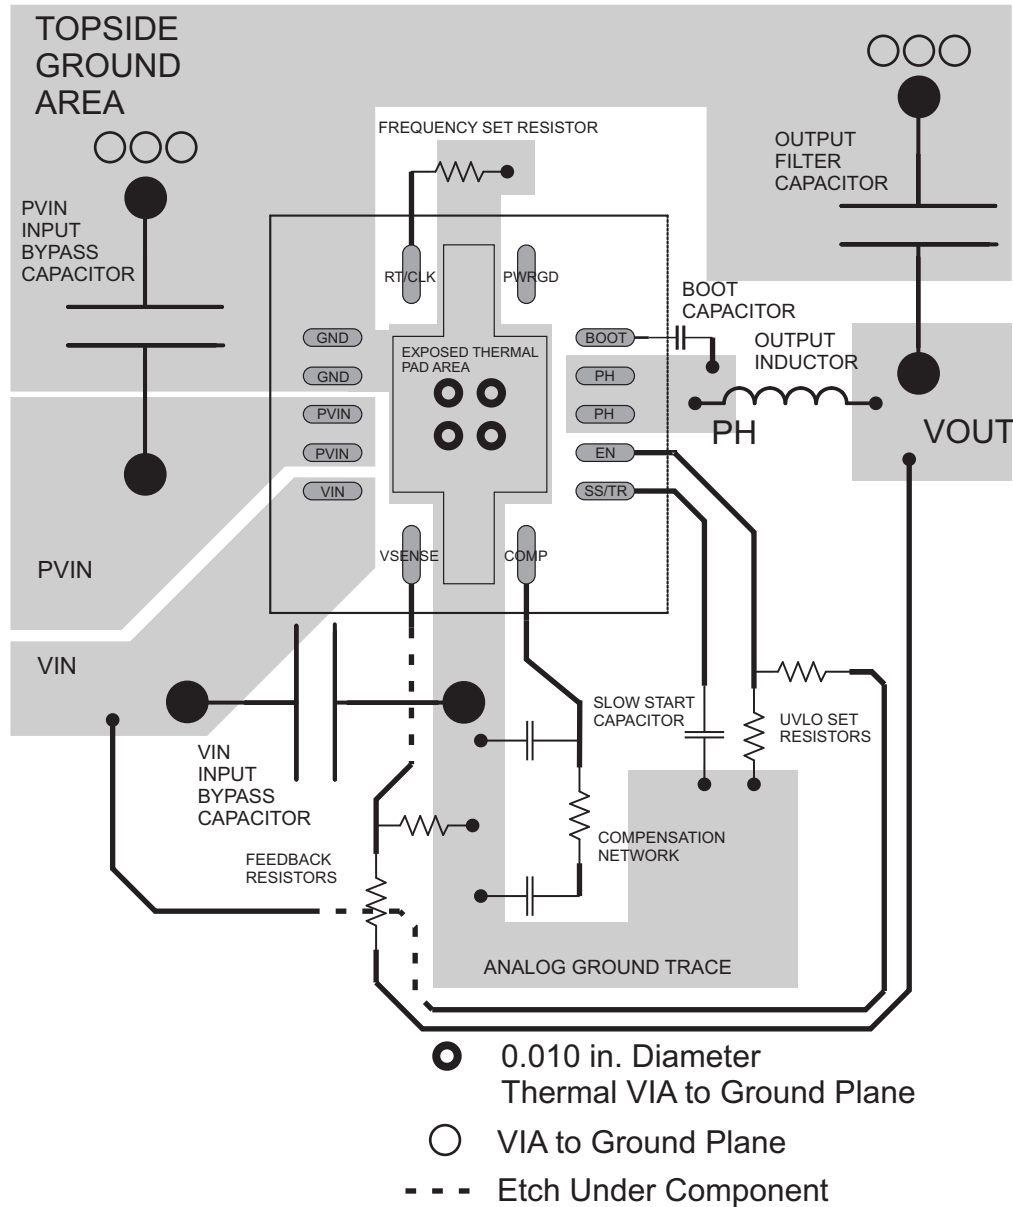 TOPSIDE
GROUND
AREA
FREQUENCY SET RESISTOR
OUTPUT
FILTER
CAPACITOR
PVIN
INPUT
BYPASS
CAPACITOR
RT/CLK
PWRGD
BOOT
CAPACITOR
GND
EXPOSED THERMAL
PAD AREA
BOOT
OUTPUT
INDUCTOR
GND
PH
PVIN
PH
PH
VOUT
PVIN
EN
VIN
SS/TR
VSENSE
COMP
PVIN
VIN
SLOW START
CAPACITOR
UVLO SET
RESISTORS
VIN
INPUT
BYPASS
CAPACITOR
COMPENSATION
NETWORK
FEEDBACK
RESISTORS
ANALOG GROUND TRACE
0.010 in. Diameter
Thermal VIA to Ground Plane
VIA to Ground Plane
Etch Under Component